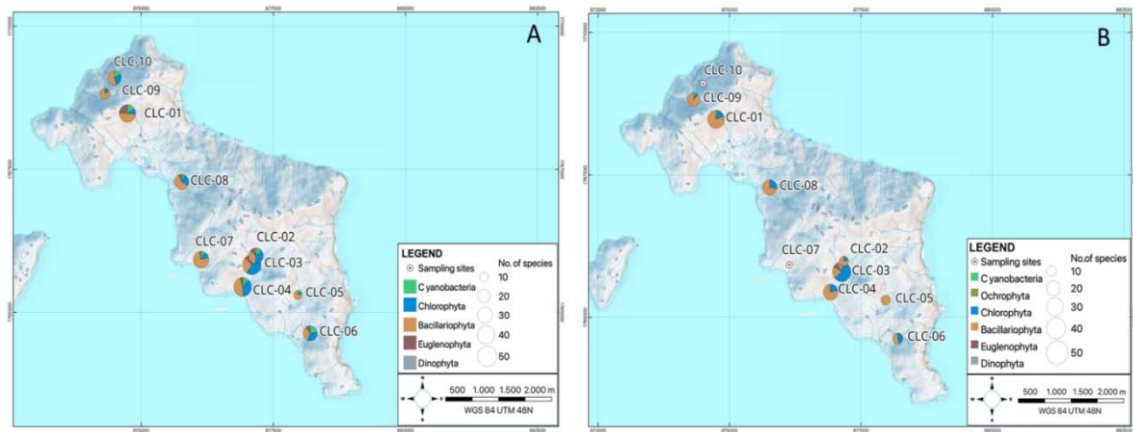 A
CLC-10
CLC-09
CLC-01
CLC-08
CLC-07
CLC-02
CLC-03
CLC-04
CLC-05
CLC-06
LEGEND
Sampling sites
Cyanobacteria
Chlorophyta
Bacillariophyta
Euglenophyta
Dinophyta
No. of species
10
20
30
40
50
500 1.000 1.500 2.000 m
WGS 84 UTM 48N
B
CLC-10
CLC-09
CLC-01
CLC-08
CLC-07
CLC-02
CLC-03
CLC-04
CLC-05
CLC-06
LEGEND
Sampling sites
Cyanobacteria
Ochrophyta
Chlorophyta
Bacillariophyta
Euglenophyta
Dinophyta
No. of species
10
20
30
40
50
500 1.000 1.500 2.000 m
WGS 84 UTM 48N